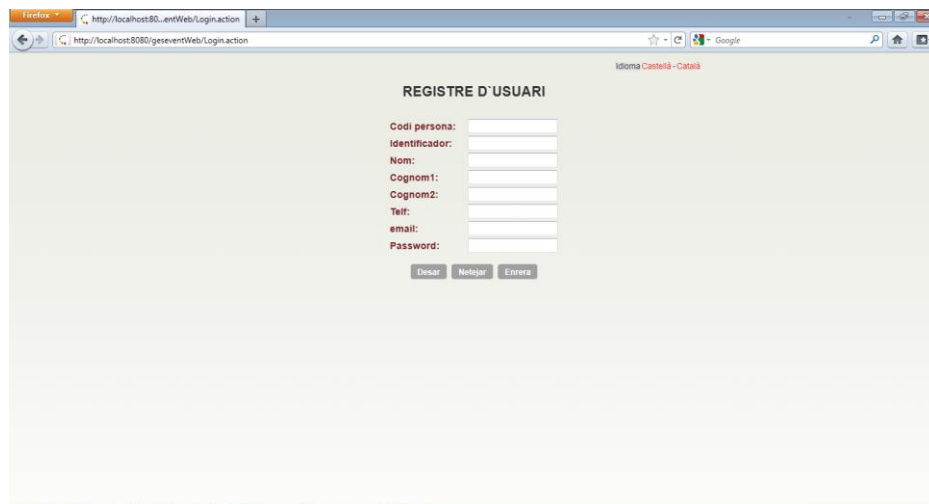 Firefox
http://localhost:80...entWeb/Login.action
http://localhost:8080/geseventWeb/Login.action
Google
Idioma Castellà - Català
REGISTRE D`USUARI
Codi persona:
Identificador:
Nom:
Cognom1:
Cognom2:
Telf:
email:
Password:
Desar Netejar Enrera